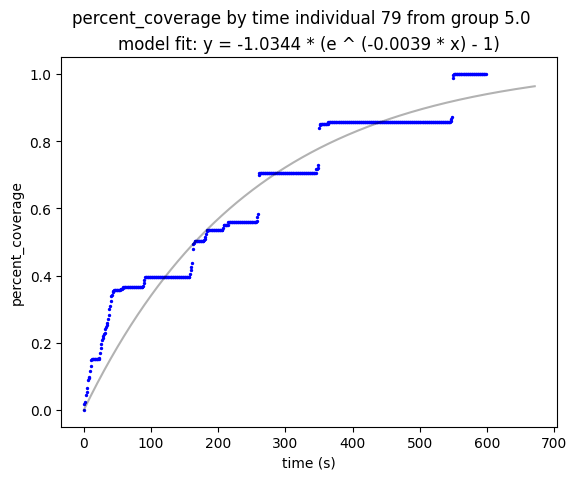 percent_coverage by time individual 79 from group 5.0
model fit: y = -1.0344 * (e ^ (-0.0039 * x) - 1)
1.0
0.8
0.6
0.4
0.2
0.0
percent_coverage
0 100 200 300 400 500 600 700
time (s)